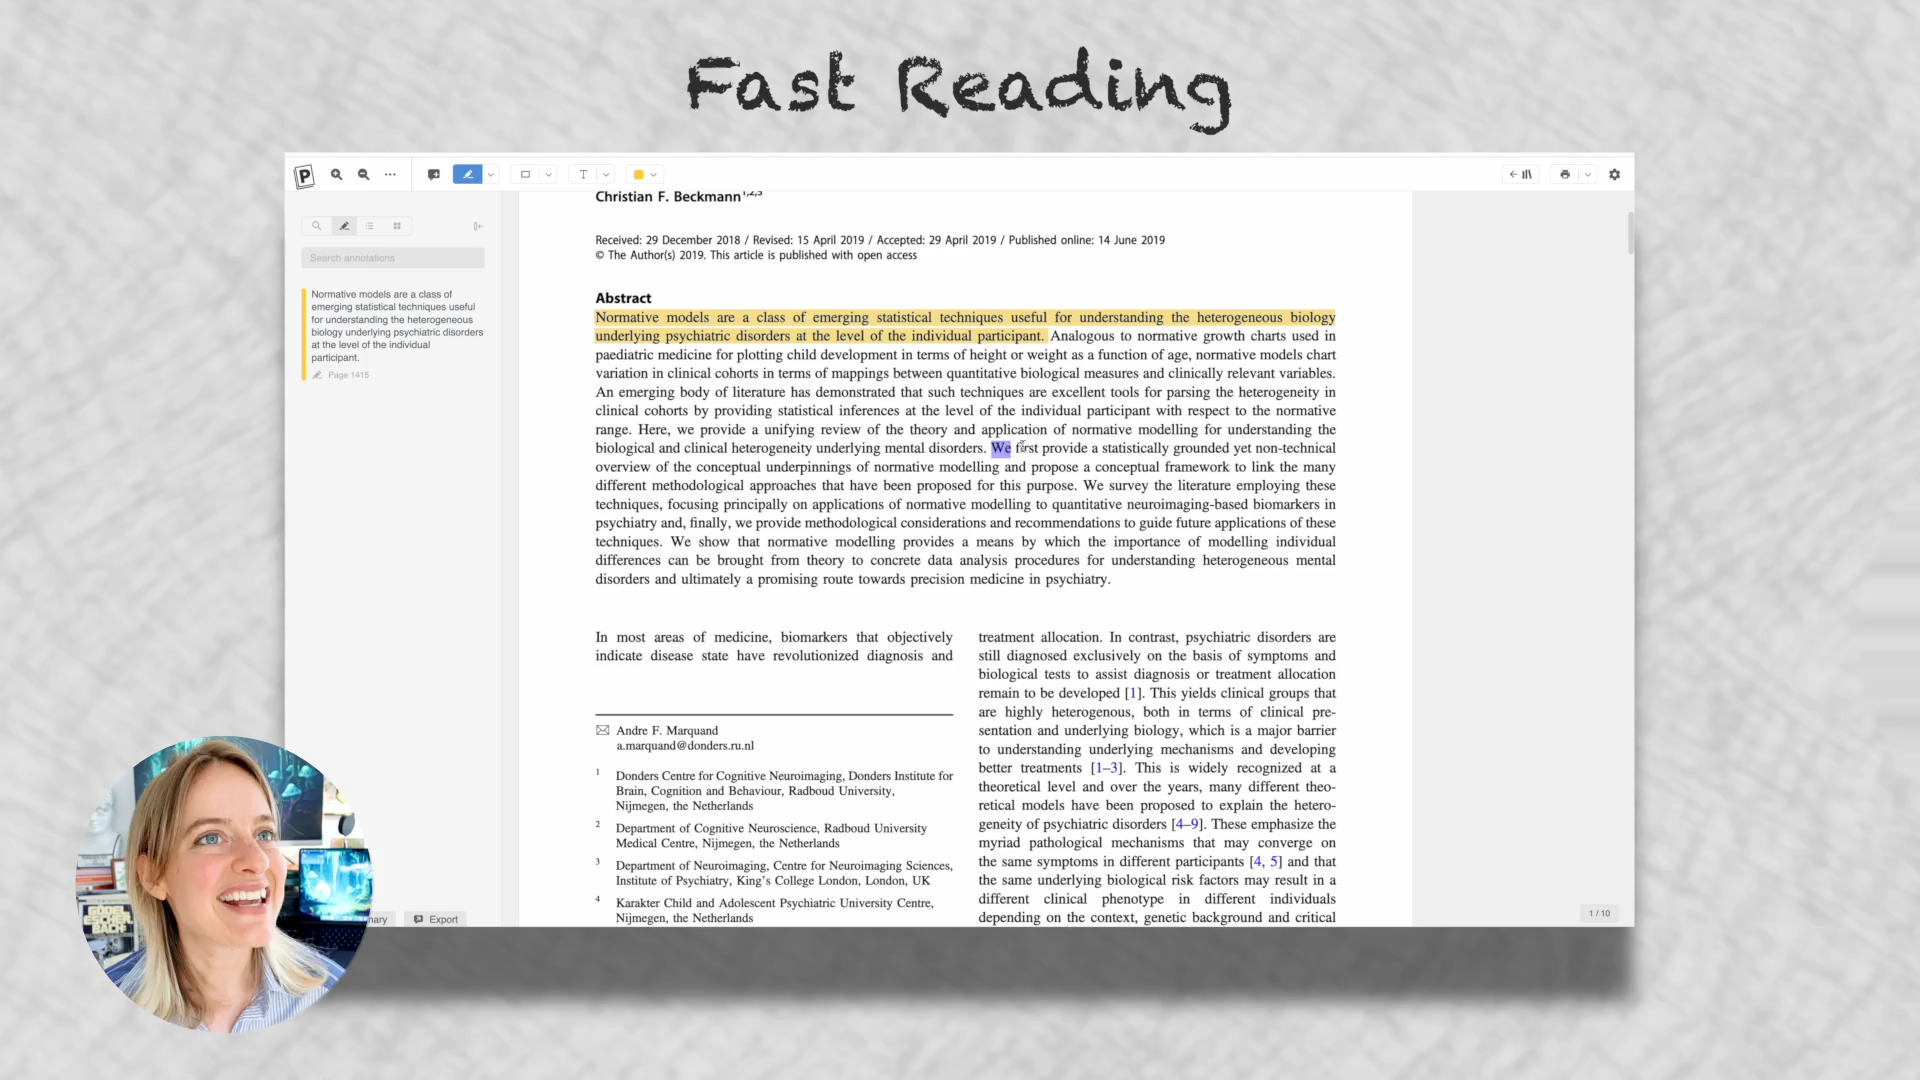 Fast Reading
P
T
Search annotations
Normative models are a class of
emerging statistical techniques useful
for understanding the heterogeneous
biology underlying psychiatric disorders
at the level of the individual
participant.
Page 1415
Export
Christian F. Beckmann1,2,3
Received: 29 December 2018 / Revised: 15 April 2019 / Accepted: 29 April 2019 / Published online: 14 June 2019
© The Author(s) 2019. This article is published with open access
Abstract
Normative models are a class of emerging statistical techniques useful for understanding the heterogeneous biology
underlying psychiatric disorders at the level of the individual participant. Analogous to normative growth charts used in
paediatric medicine for plotting child development in terms of height or weight as a function of age, normative models chart
variation in clinical cohorts in terms of mappings between quantitative biological measures and clinically relevant variables.
An emerging body of literature has demonstrated that such techniques are excellent tools for parsing the heterogeneity in
clinical cohorts by providing statistical inferences at the level of the individual participant with respect to the normative
range. Here, we provide a unifying review of the theory and application of normative modelling for understanding the
biological and clinical heterogeneity underlying mental disorders. We first provide a statistically grounded yet non-technical
overview of the conceptual underpinnings of normative modelling and propose a conceptual framework to link the many
different methodological approaches that have been proposed for this purpose. We survey the literature employing these
techniques, focusing principally on applications of normative modelling to quantitative neuroimaging-based biomarkers in
psychiatry and, finally, we provide methodological considerations and recommendations to guide future applications of these
techniques. We show that normative modelling provides a means by which the importance of modelling individual
differences can be brought from theory to concrete data analysis procedures for understanding heterogeneous mental
disorders and ultimately a promising route towards precision medicine in psychiatry.
In most areas of medicine, biomarkers that objectively
indicate disease state have revolutionized diagnosis and
Andre F. Marquand
a.marquand@donders.ru.nl
1 Donders Centre for Cognitive Neuroimaging, Donders Institute for
Brain, Cognition and Behaviour, Radboud University,
Nijmegen, the Netherlands
2 Department of Cognitive Neuroscience, Radboud University
Medical Centre, Nijmegen, the Netherlands
3 Department of Neuroimaging, Centre for Neuroimaging Sciences,
Institute of Psychiatry, King's College London, London, UK
4 Karakter Child and Adolescent Psychiatric University Centre,
Nijmegen, the Netherlands
treatment allocation. In contrast, psychiatric disorders are
still diagnosed exclusively on the basis of symptoms and
biological tests to assist diagnosis or treatment allocation
remain to be developed [1]. This yields clinical groups that
are highly heterogenous, both in terms of clinical pre-
sentation and underlying biology, which is a major barrier
to understanding underlying mechanisms and developing
better treatments [1–3]. This is widely recognized at a
theoretical level and over the years, many different theo-
retical models have been proposed to explain the hetero-
geneity of psychiatric disorders [4–9]. These emphasize the
myriad pathological mechanisms that may converge on
the same symptoms in different participants [4, 5] and that
the same underlying biological risk factors may result in a
different clinical phenotype in different individuals
depending on the context, genetic background and critical
1 / 10
GÖDEL
ESCHER
BACH